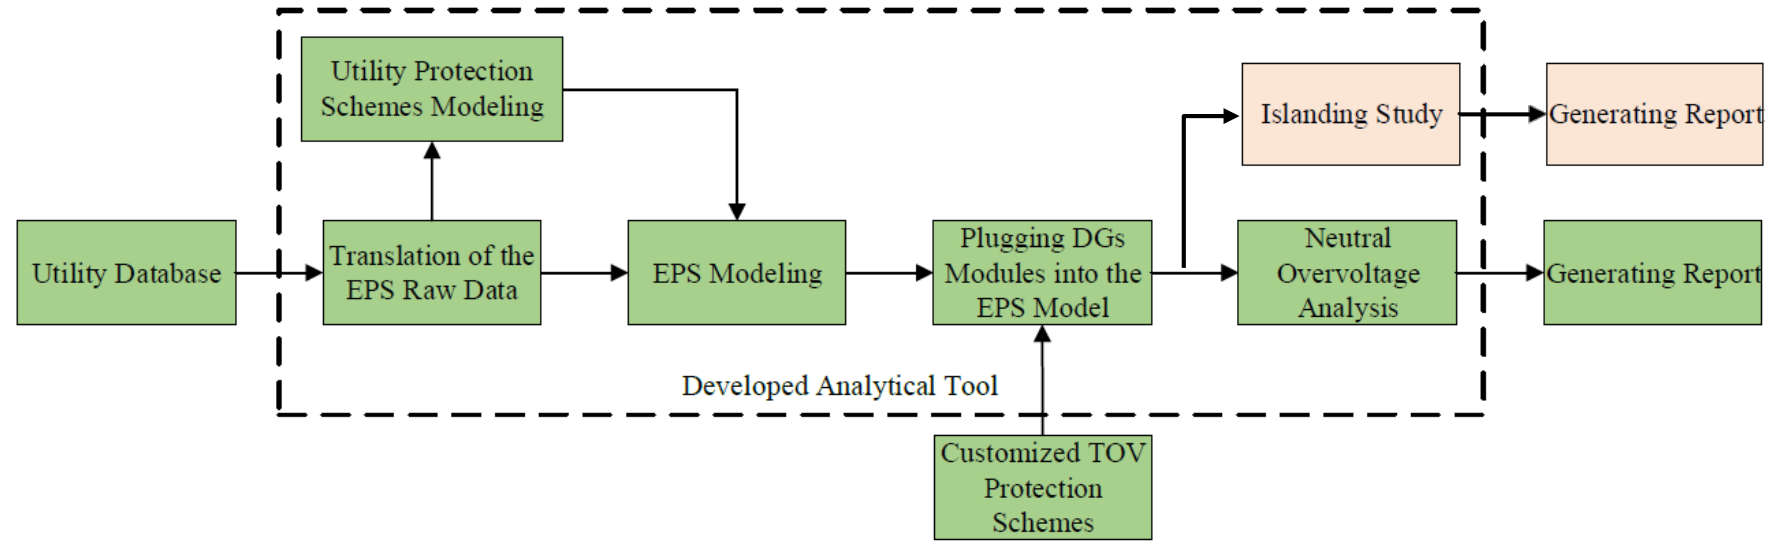 Utility Protection
Schemes Modeling
Islanding Study
Generating Report
Utility Database
Translation of the
EPS Raw Data
EPS Modeling
Plugging DGs
Modules into the
EPS Model
Neutral
Overvoltage
Analysis
Generating Report
Developed Analytical Tool
Customized TOV
Protection
Schemes